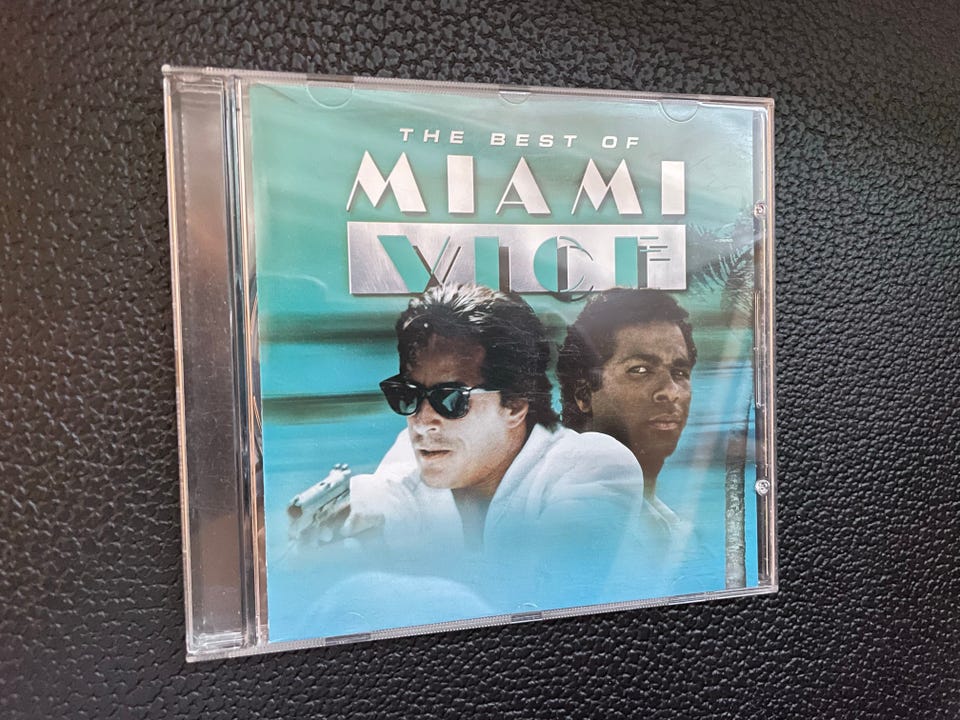 THE BEST OF
MIAMI
VICE